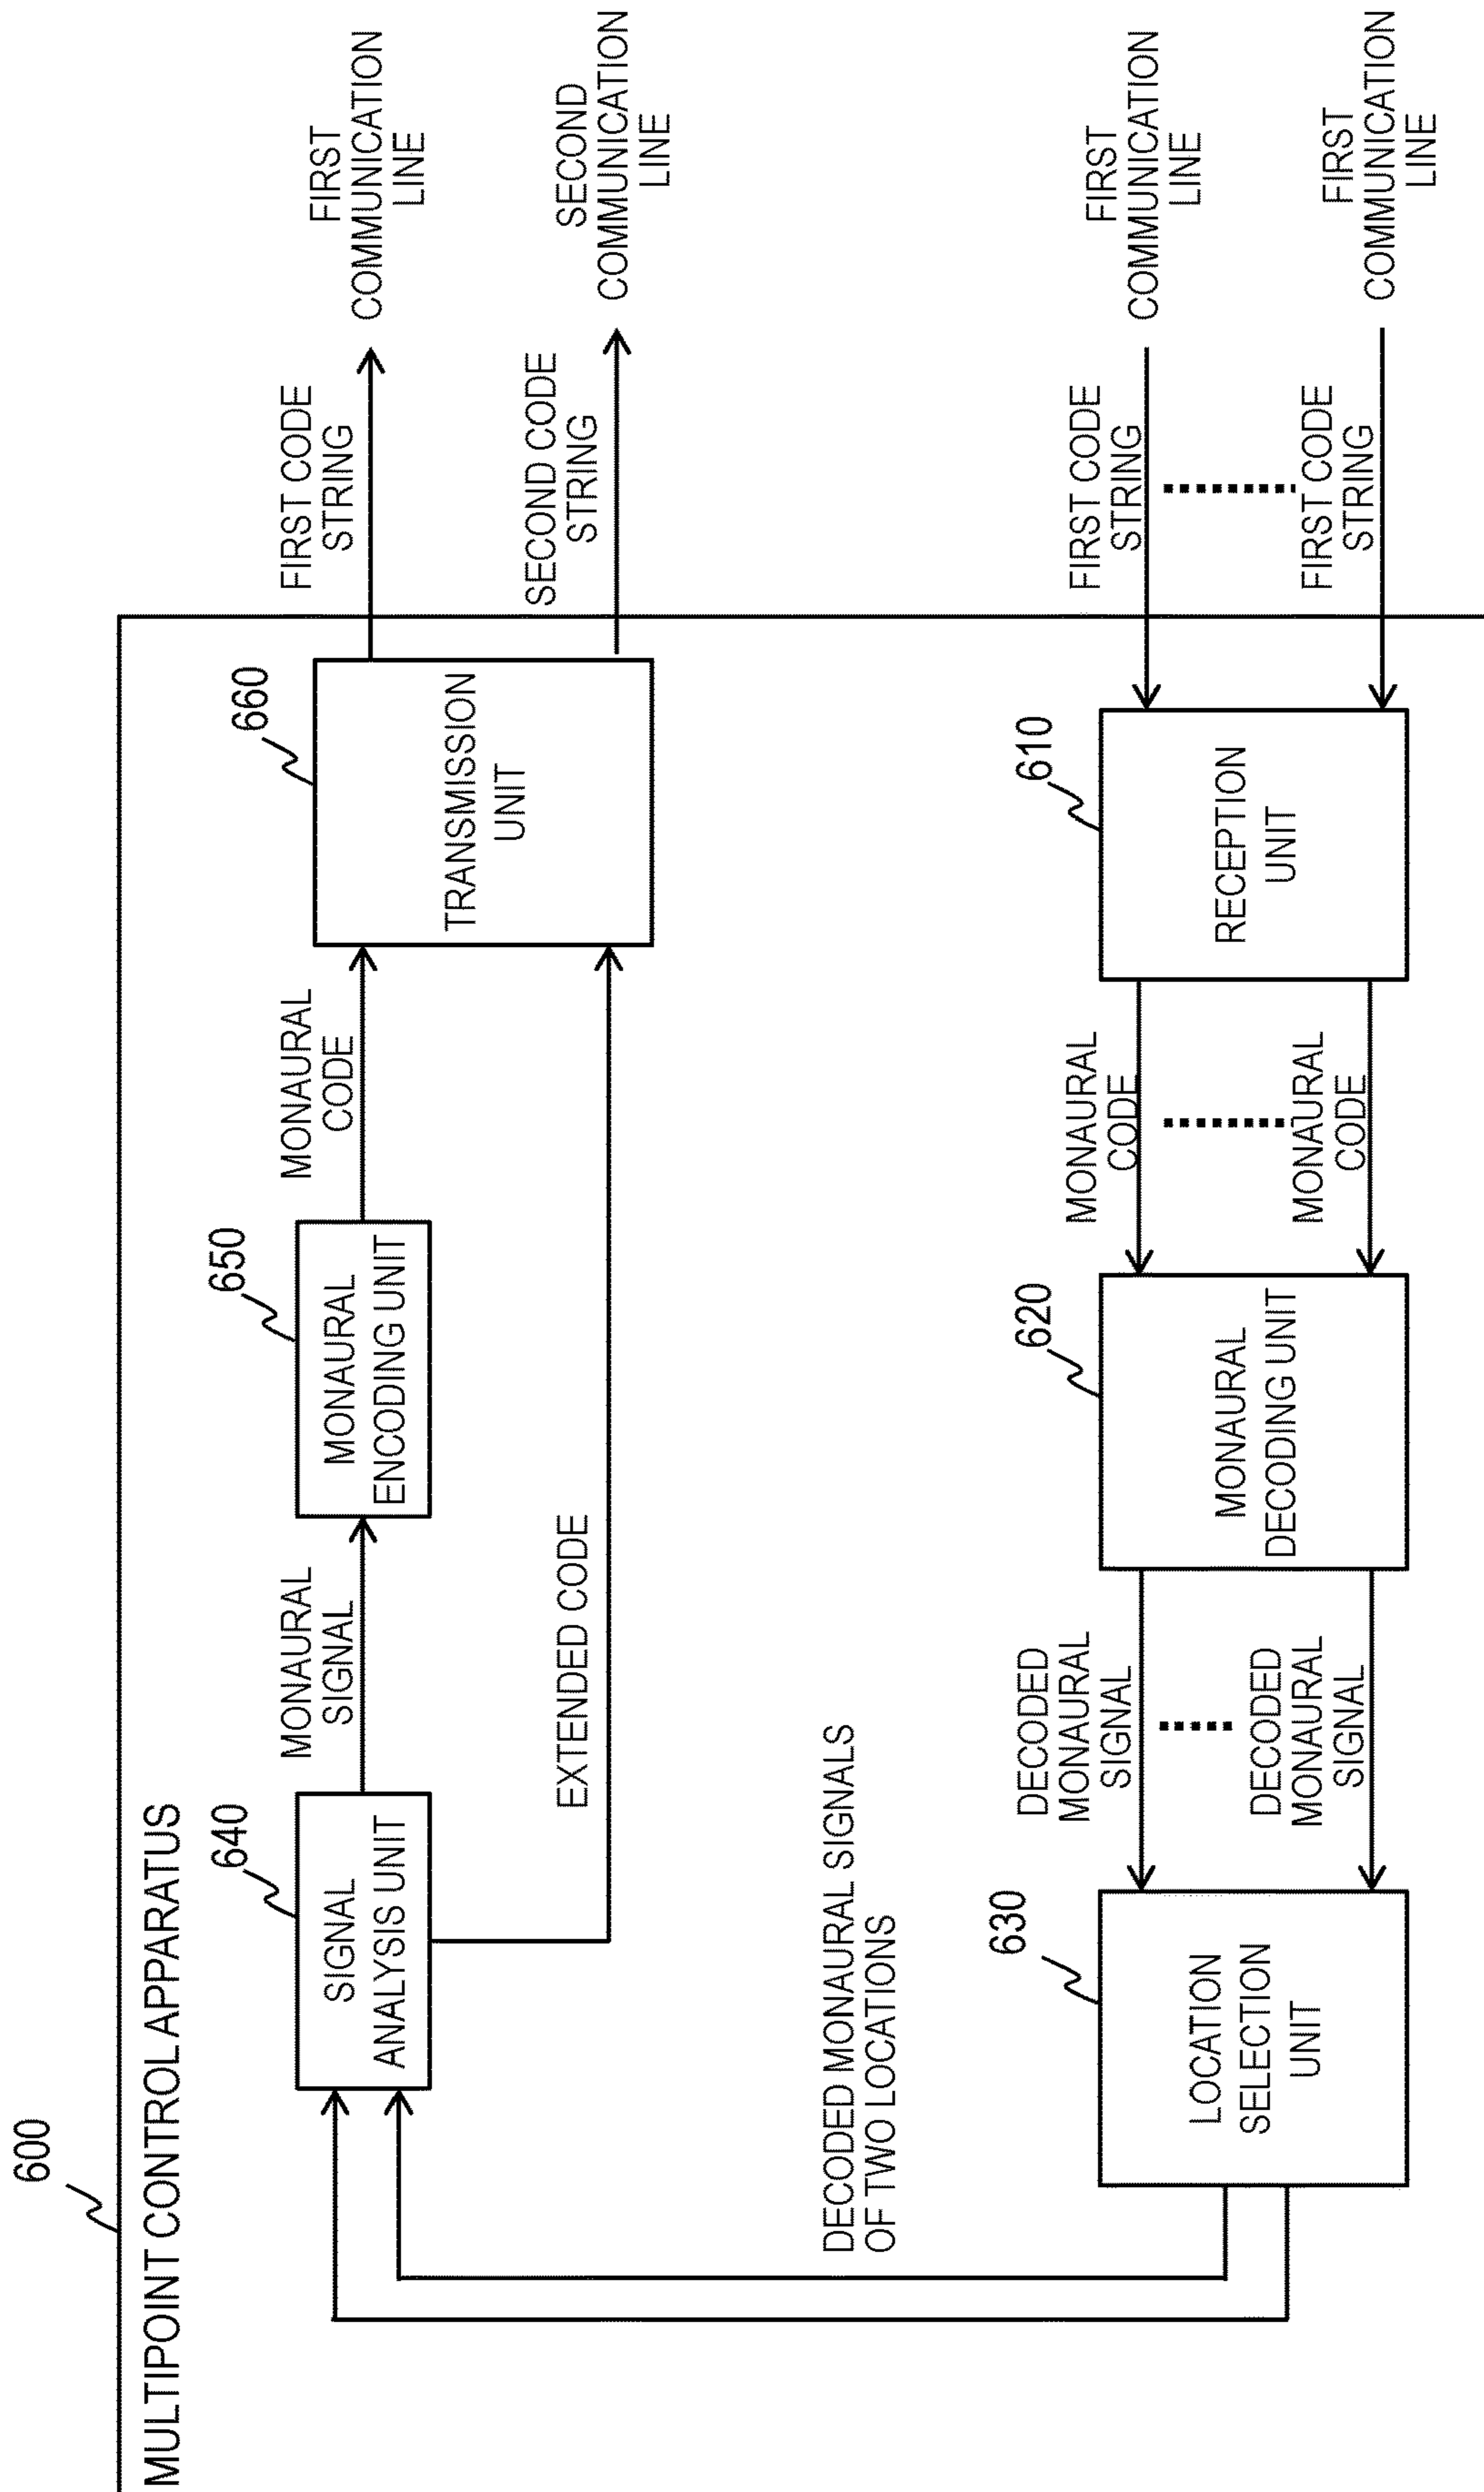 600
MULTIPOINT CONTROL APPARATUS
640
SIGNAL
ANALYSIS UNIT
MONAURAL
SIGNAL
650
MONAURAL
ENCODING UNIT
MONAURAL
CODE
EXTENDED CODE
660
TRANSMISSION
UNIT
FIRST CODE
STRING
FIRST
COMMUNICATION
LINE
SECOND CODE
STRING
SECOND
COMMUNICATION
LINE
DECODED MONAURAL SIGNALS
OF TWO LOCATIONS
630
LOCATION
SELECTION
UNIT
DECODED
MONAURAL
SIGNAL
DECODED
MONAURAL
SIGNAL
620
MONAURAL
DECODING UNIT
MONAURAL
CODE
MONAURAL
CODE
610
RECEPTION
UNIT
FIRST CODE
STRING
FIRST CODE
STRING
FIRST
COMMUNICATION
LINE
FIRST
COMMUNICATION
LINE